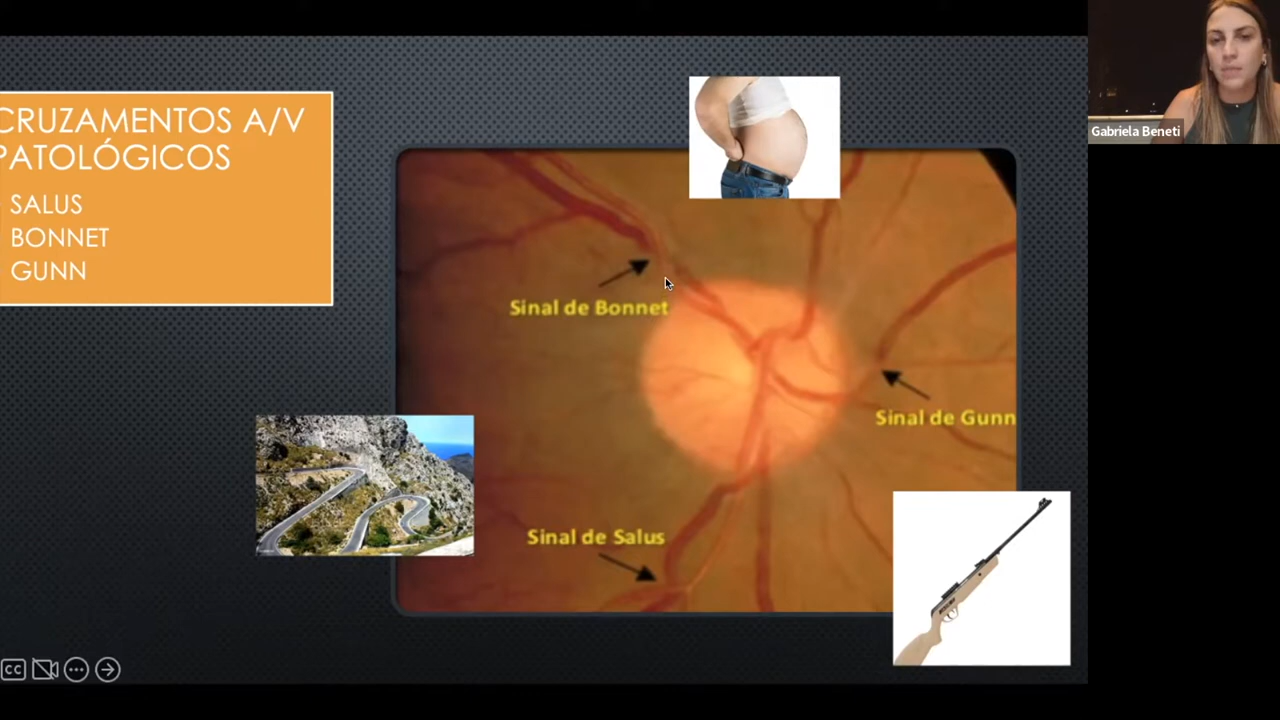 CRUZAMENTOS A/V
PATOLÓGICOS
SALUS
BONNET
GUNN
Sinal de Bonnet
Sinal de Gunn
Sinal de Salus
Gabriela Beneti
CC